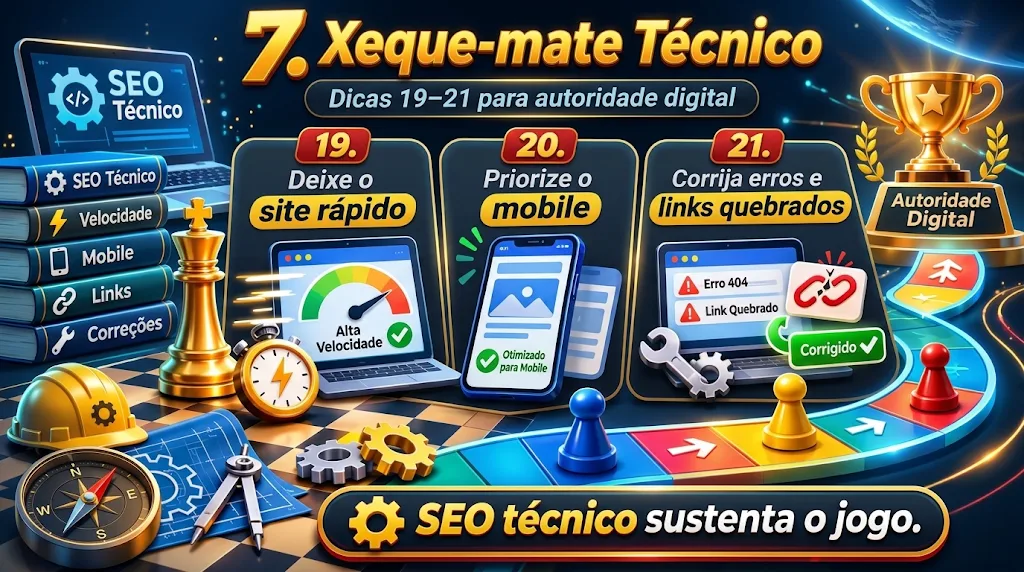 7. Xeque-mate Técnico
Dicas 19–21 para autoridade digital
</>
SEO
Técnico
SEO Técnico
Velocidade
Mobile
Links
Correções
19.
Deixe o
site rápido
Alta
Velocidade
20.
Priorize o
mobile
Otimizado
para Mobile
21.
Corrija erros e
links quebrados
Erro 404
Link Quebrado
Corrigido
Autoridade
Digital
N
E
S
W
SEO técnico sustenta o jogo.